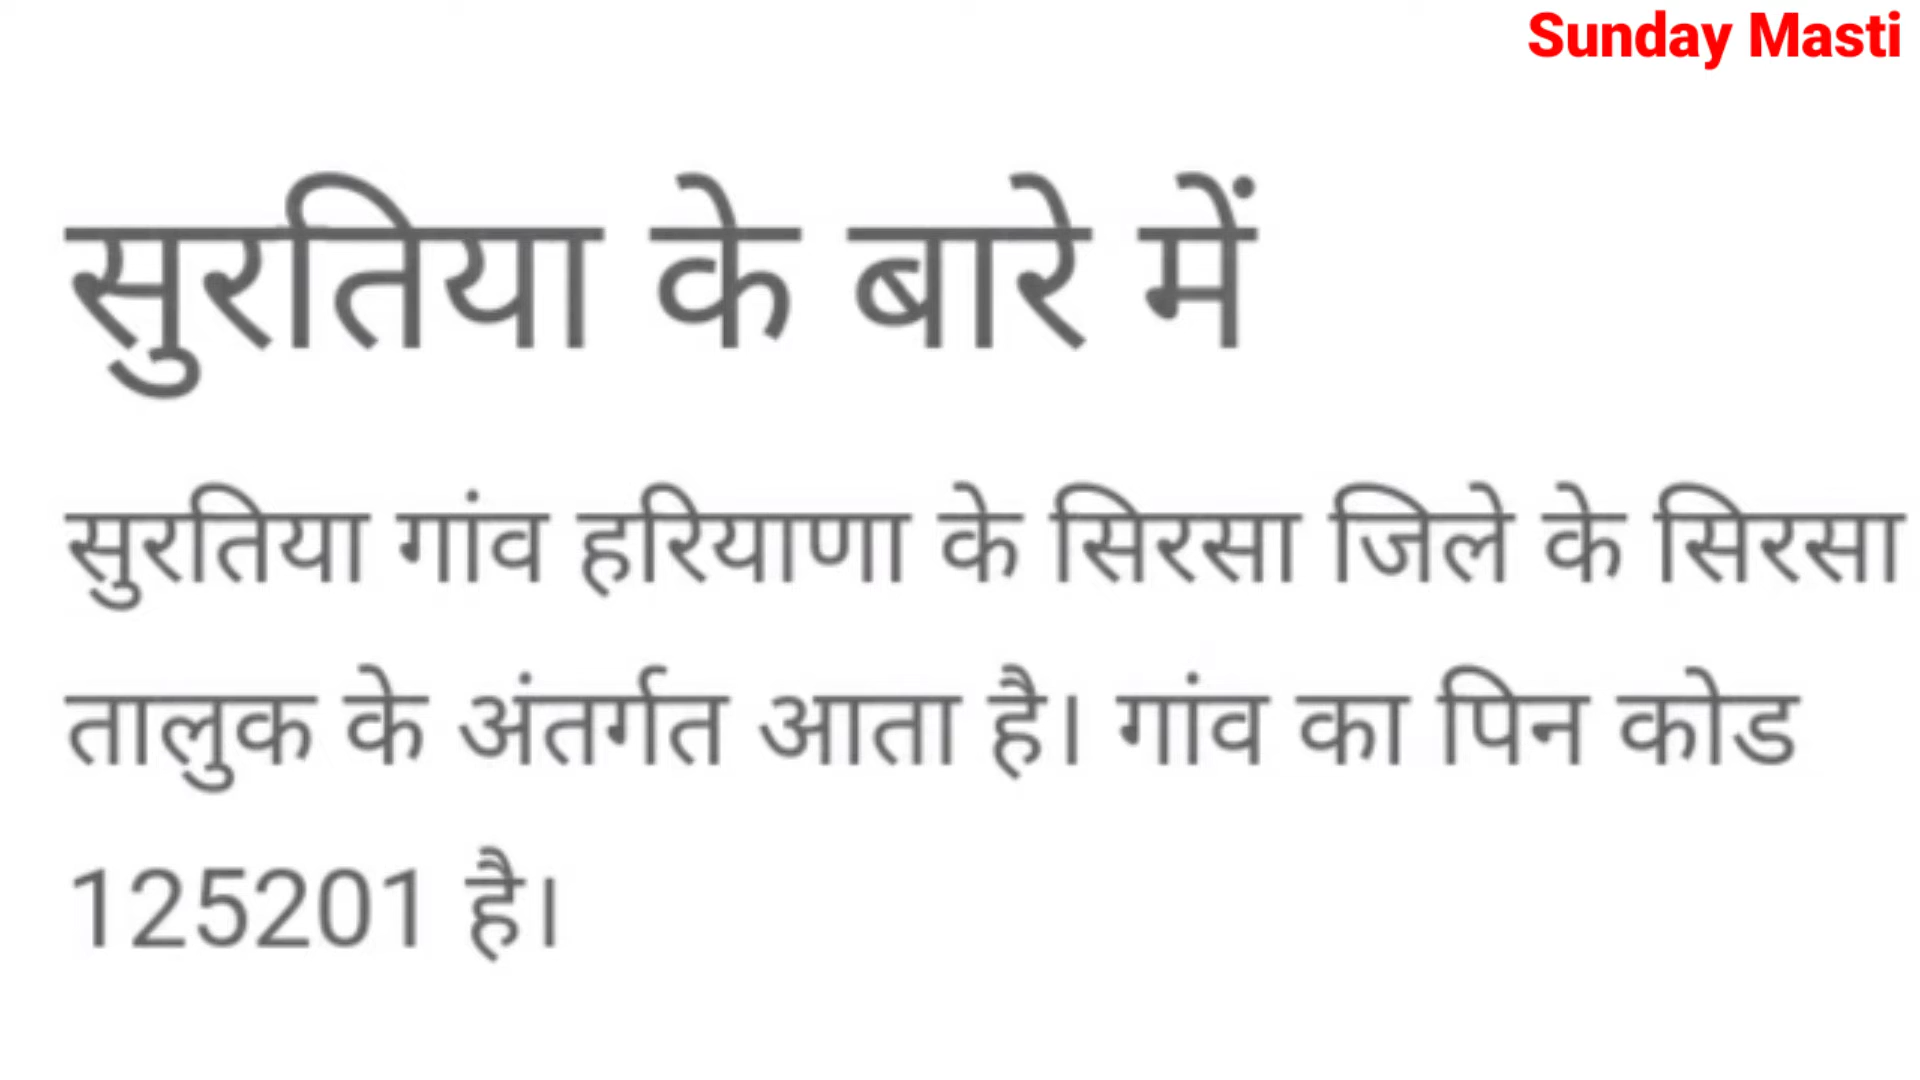 Sunday Masti
सुरतिया के बारे में
सुरतिया गांव हरियाणा के सिरसा जिले के सिरसा
तालुक के अंतर्गत आता है। गांव का पिन कोड
125201 है।